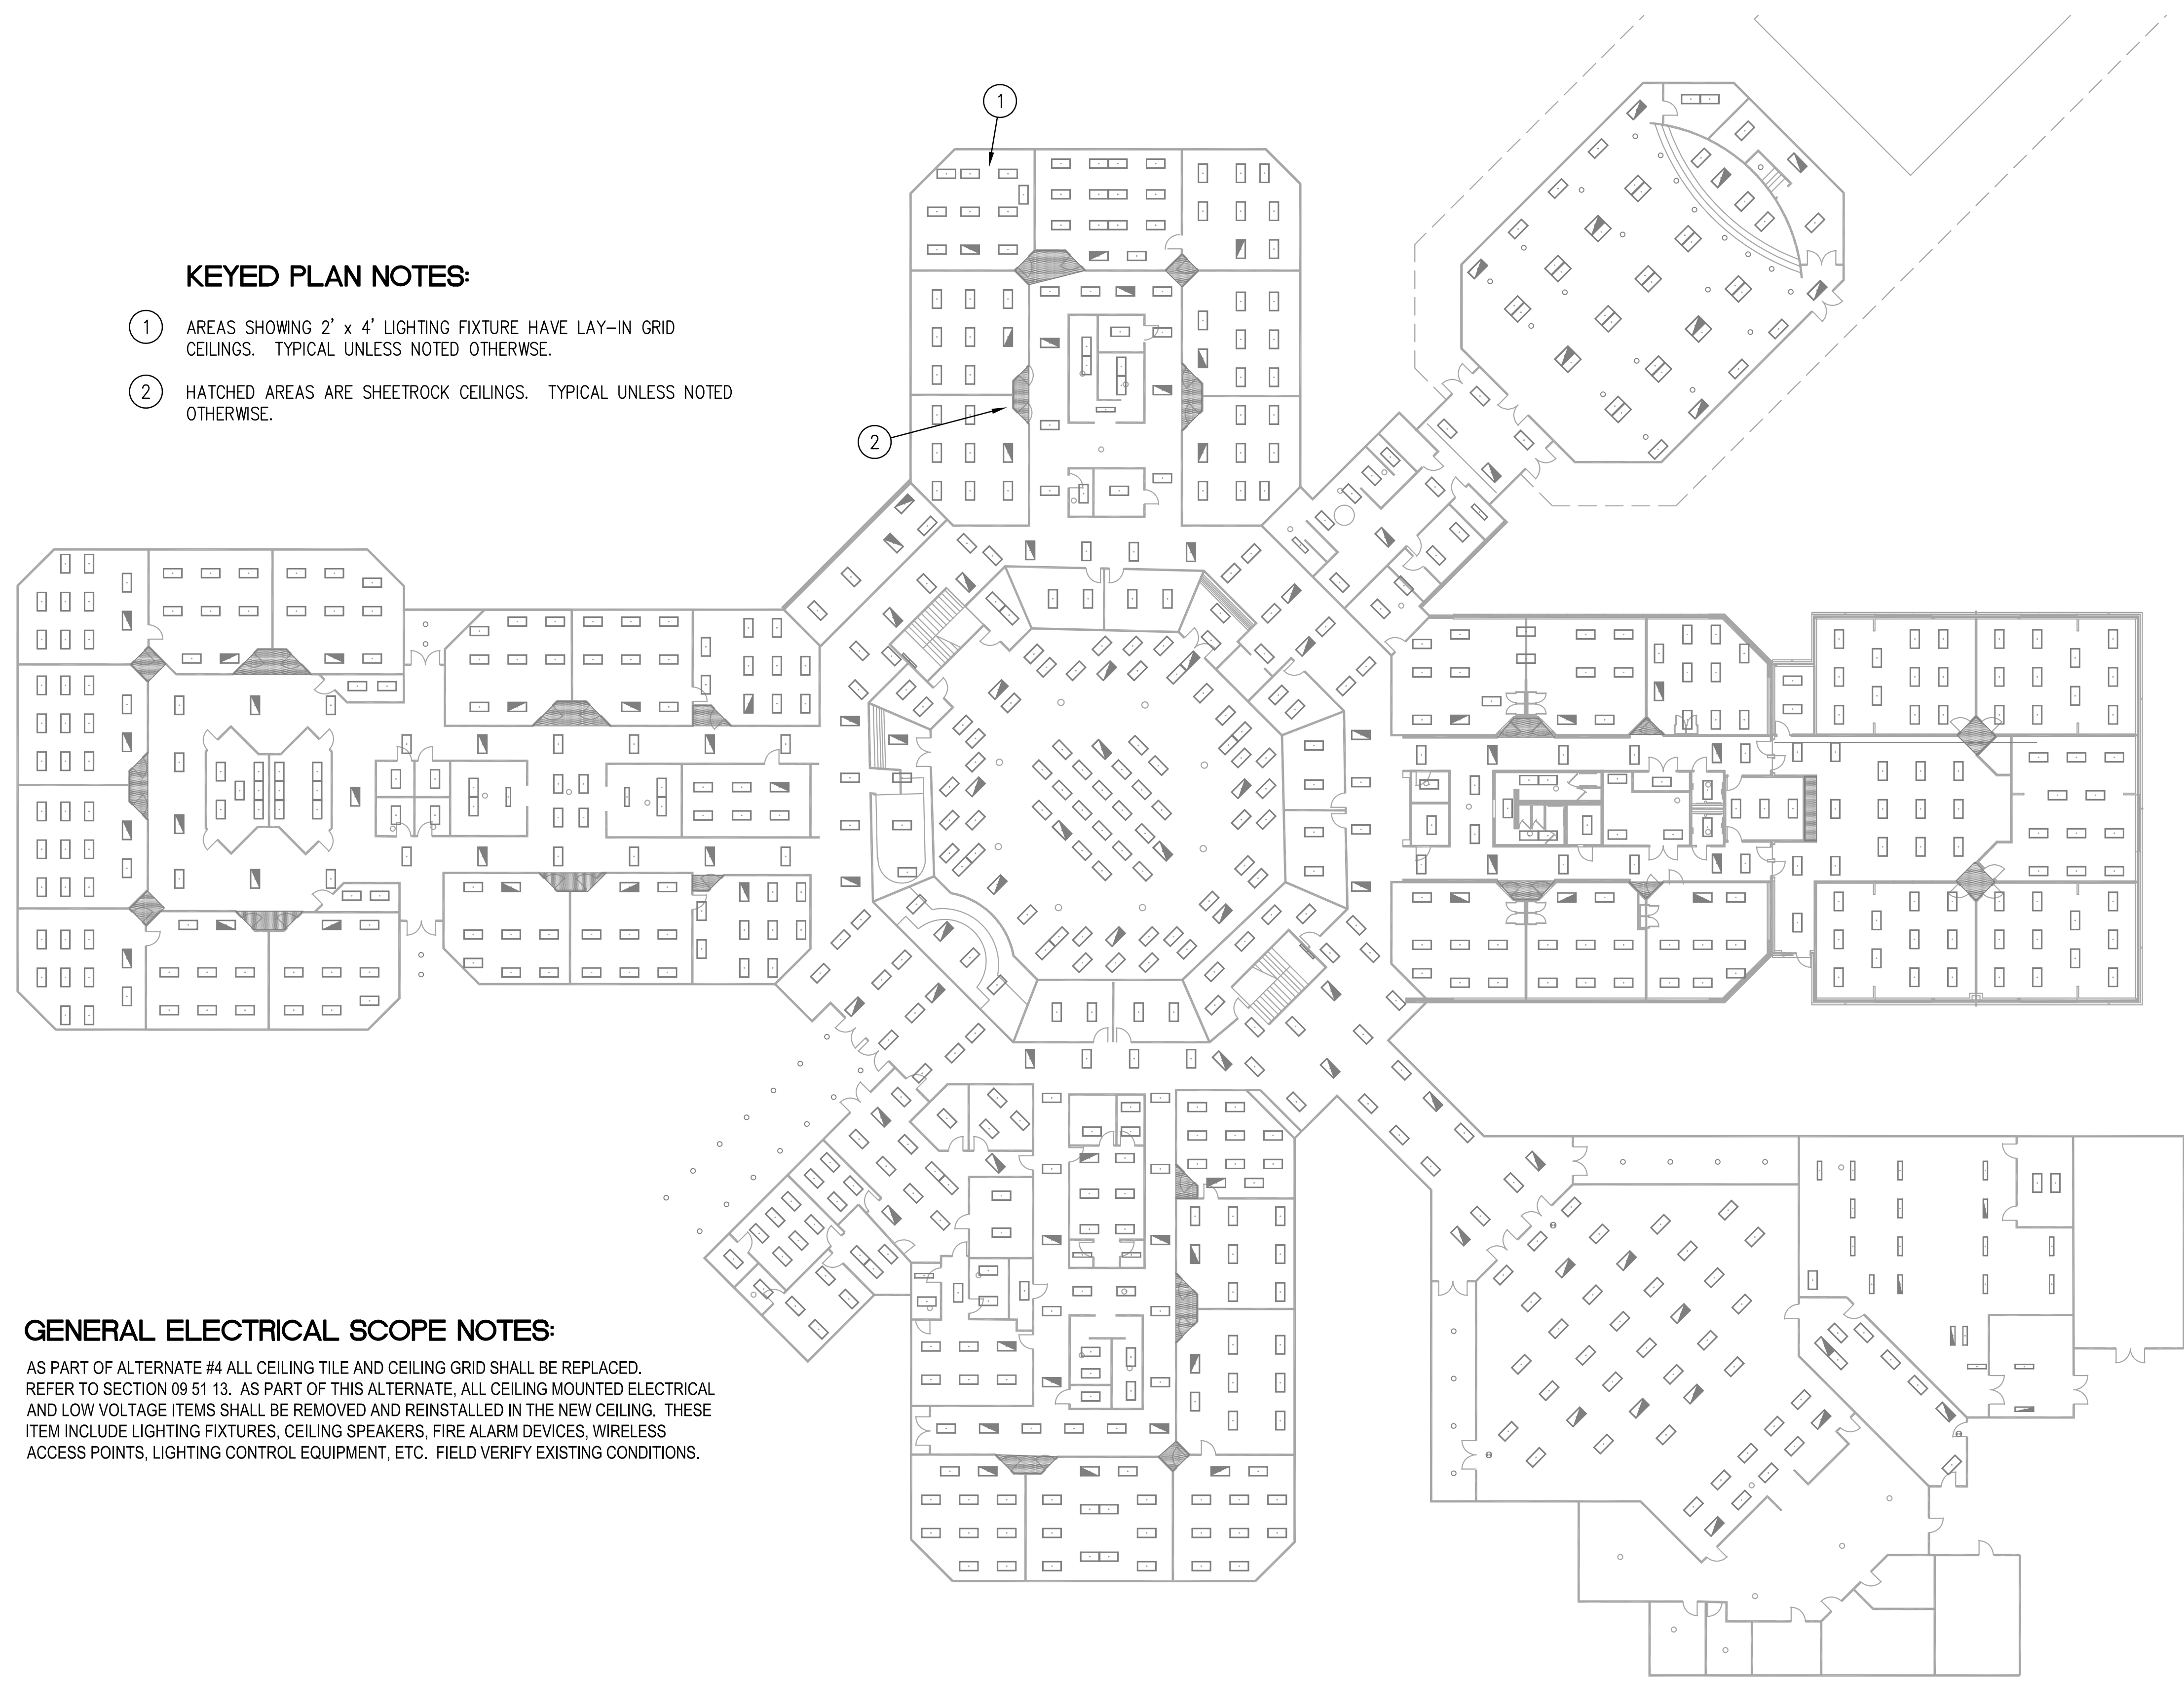 1
KEYED PLAN NOTES:
1 AREAS SHOWING 2' x 4' LIGHTING FIXTURE HAVE LAY-IN GRID
CEILINGS. TYPICAL UNLESS NOTED OTHERWSE.
2 HATCHED AREAS ARE SHEETROCK CEILINGS. TYPICAL UNLESS NOTED
OTHERWISE.
2
GENERAL ELECTRICAL SCOPE NOTES:
AS PART OF ALTERNATE #4 ALL CEILING TILE AND CEILING GRID SHALL BE REPLACED.
REFER TO SECTION 09 51 13. AS PART OF THIS ALTERNATE, ALL CEILING MOUNTED ELECTRICAL
AND LOW VOLTAGE ITEMS SHALL BE REMOVED AND REINSTALLED IN THE NEW CEILING. THESE
ITEM INCLUDE LIGHTING FIXTURES, CEILING SPEAKERS, FIRE ALARM DEVICES, WIRELESS
ACCESS POINTS, LIGHTING CONTROL EQUIPMENT, ETC. FIELD VERIFY EXISTING CONDITIONS.